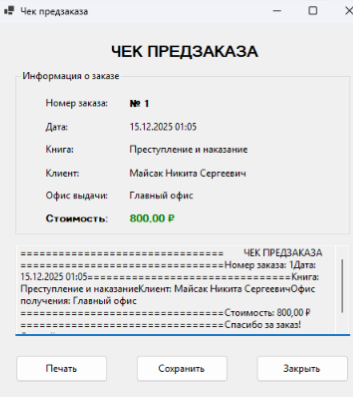 Чек предзаказа
ЧЕК ПРЕДЗАКАЗА
Информация о заказе
Номер заказа: № 1
Дата: 15.12.2025 01:05
Книга: Преступление и наказание
Клиент: Майсак Никита Сергеевич
Офис выдачи: Главный офис
Стоимость: 800,00 ₽
================================ ЧЕК ПРЕДЗАКАЗА
================================Номер заказа: 1Дата:
15.12.2025 01:05================================Книга:
Преступление и наказаниеКлиент: Майсак Никита СергеевичОфис
получения: Главный офис
================================Стоимость: 800,00 ₽
================================Спасибо за заказ!
Печать Сохранить Закрыть